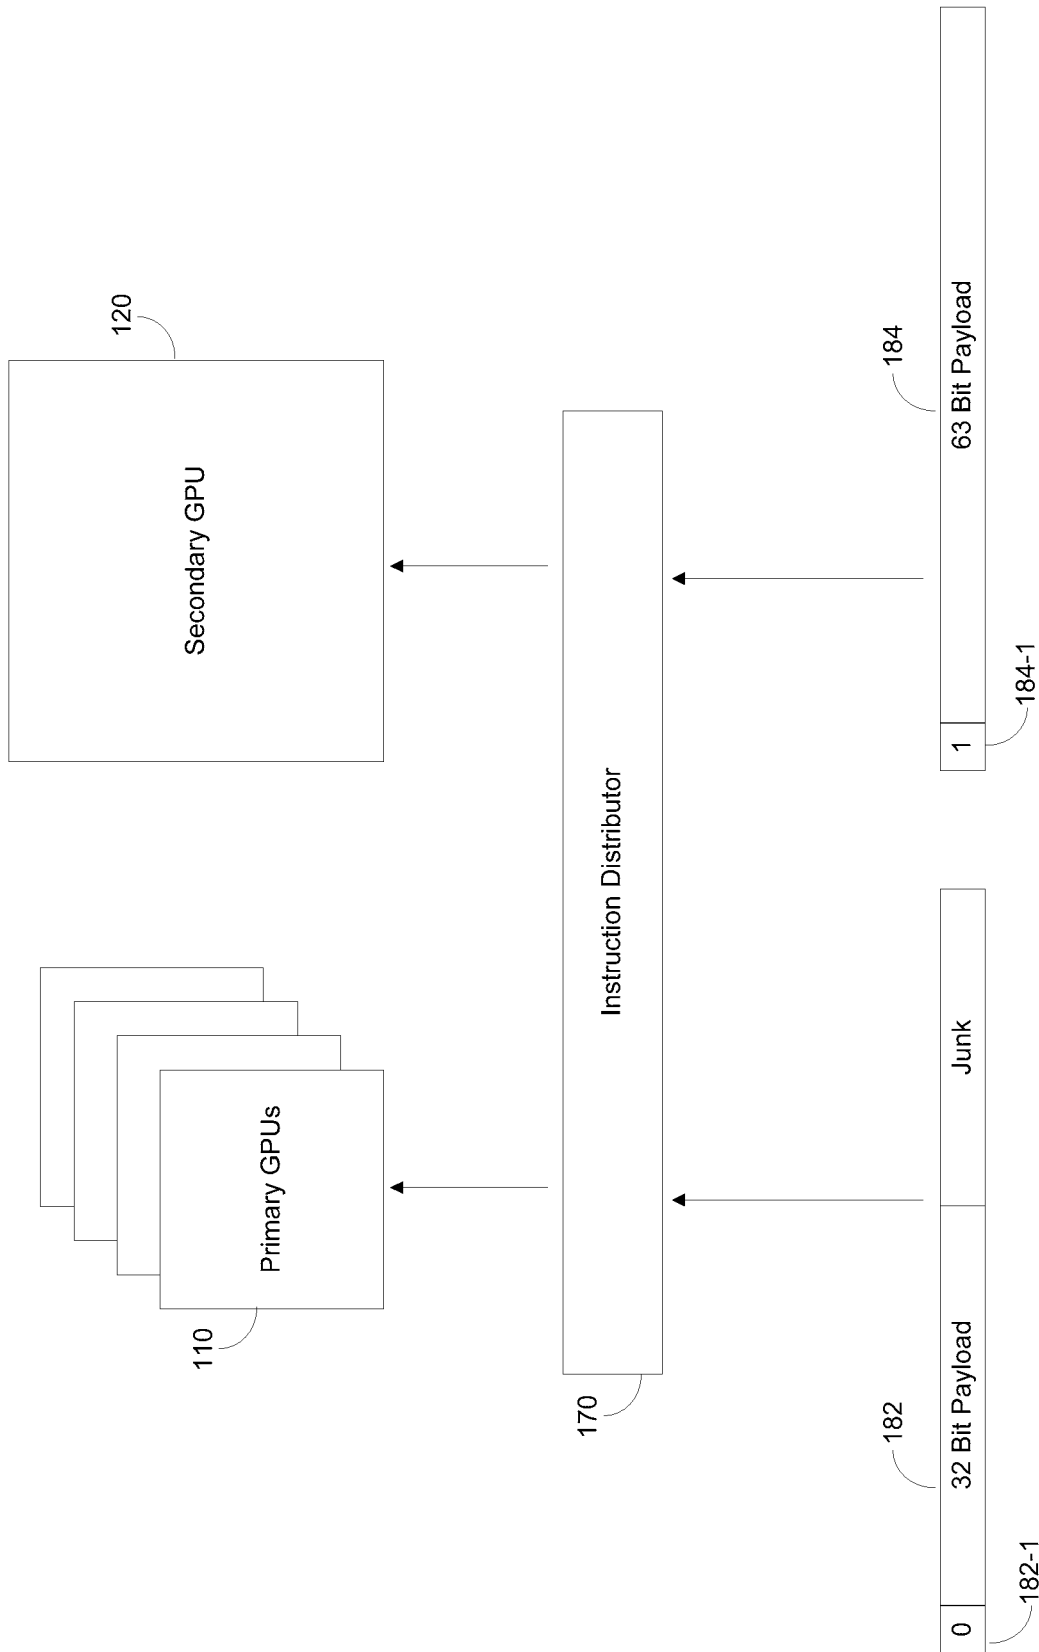 Primary GPUs
110
Secondary GPU
120
Instruction Distributor
170
182
0
32 Bit Payload
Junk
182-1
184
1
63 Bit Payload
184-1